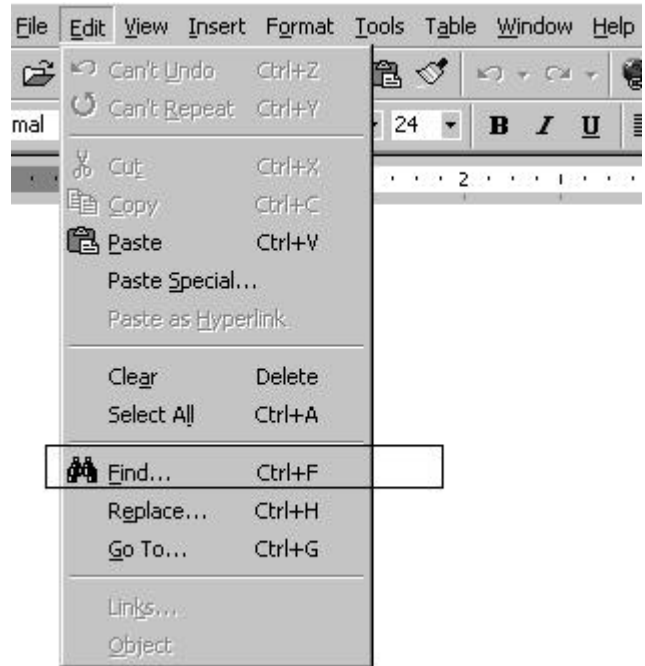 File Edit View Insert Format Tools Table Window Help
Can't Undo Ctrl+Z
Can't Repeat Ctrl+Y
mal 24 B I U
Cut Ctrl+X
2
Copy Ctrl+C
Paste Ctrl+V
Paste Special...
Paste as Hyperlink
Clear Delete
Select All Ctrl+A
Find... Ctrl+F
Replace... Ctrl+H
Go To... Ctrl+G
Links...
Object